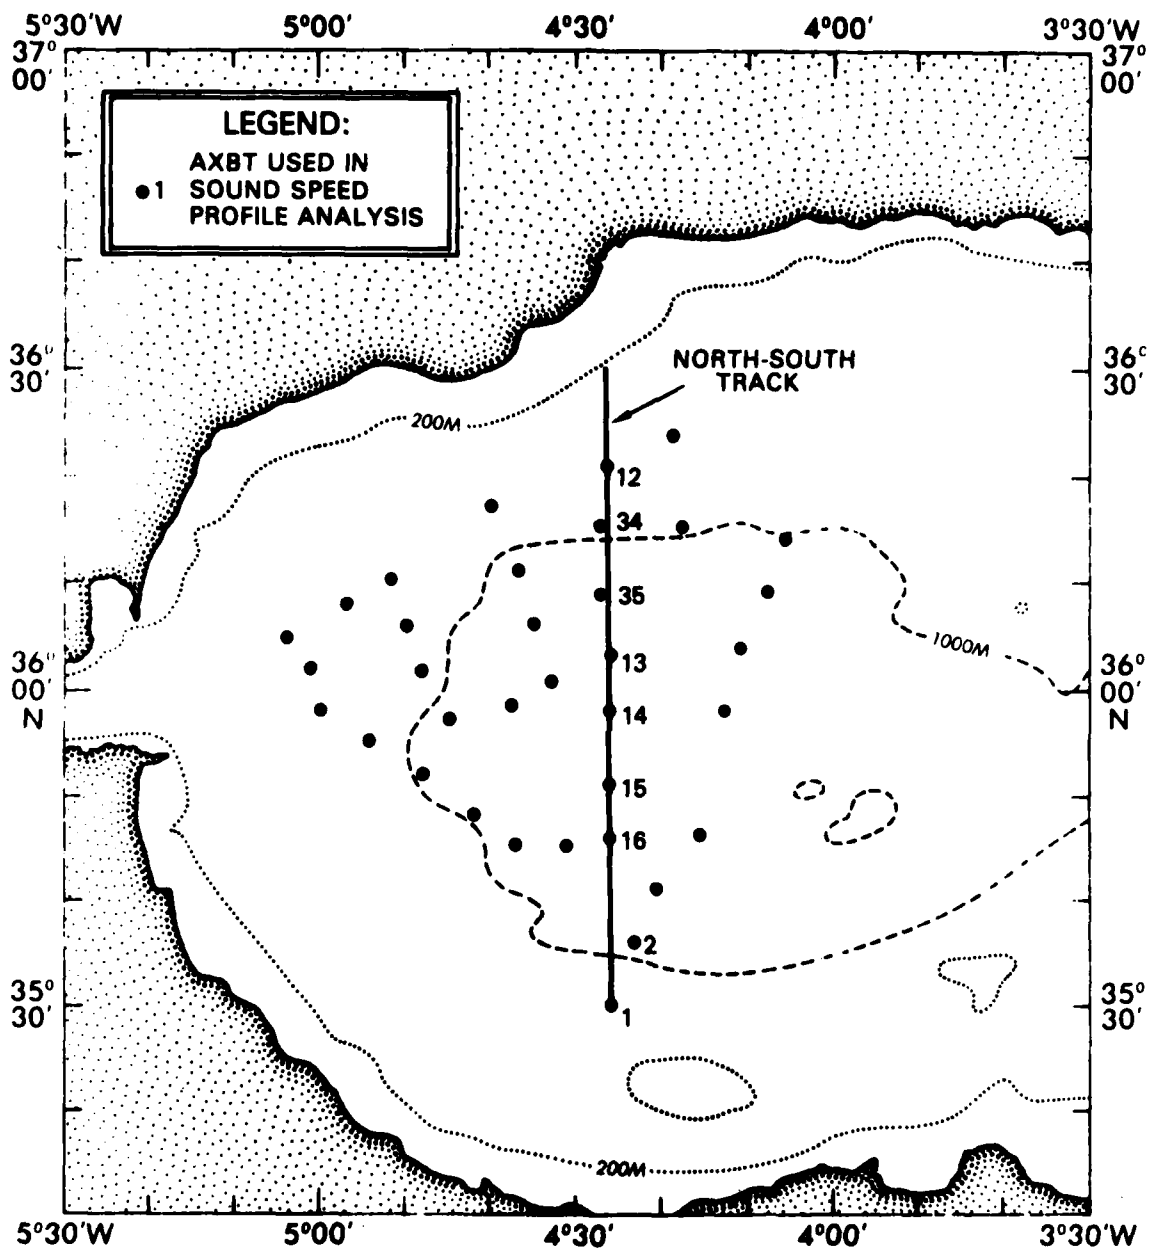 5°30'W 5°00' 4°30' 4°00' 3°30'W
37° 00'
37° 00'
LEGEND:
AXBT USED IN
●1 SOUND SPEED
PROFILE ANALYSIS
36° 30'
36° 30'
NORTH-SOUTH
TRACK
200M
12
34
35
1000M
13
36° 00' N
36° 00' N
14
15
16
2
35° 30'
35° 30'
1
200M
5°30'W 5°00' 4°30' 4°00' 3°30'W